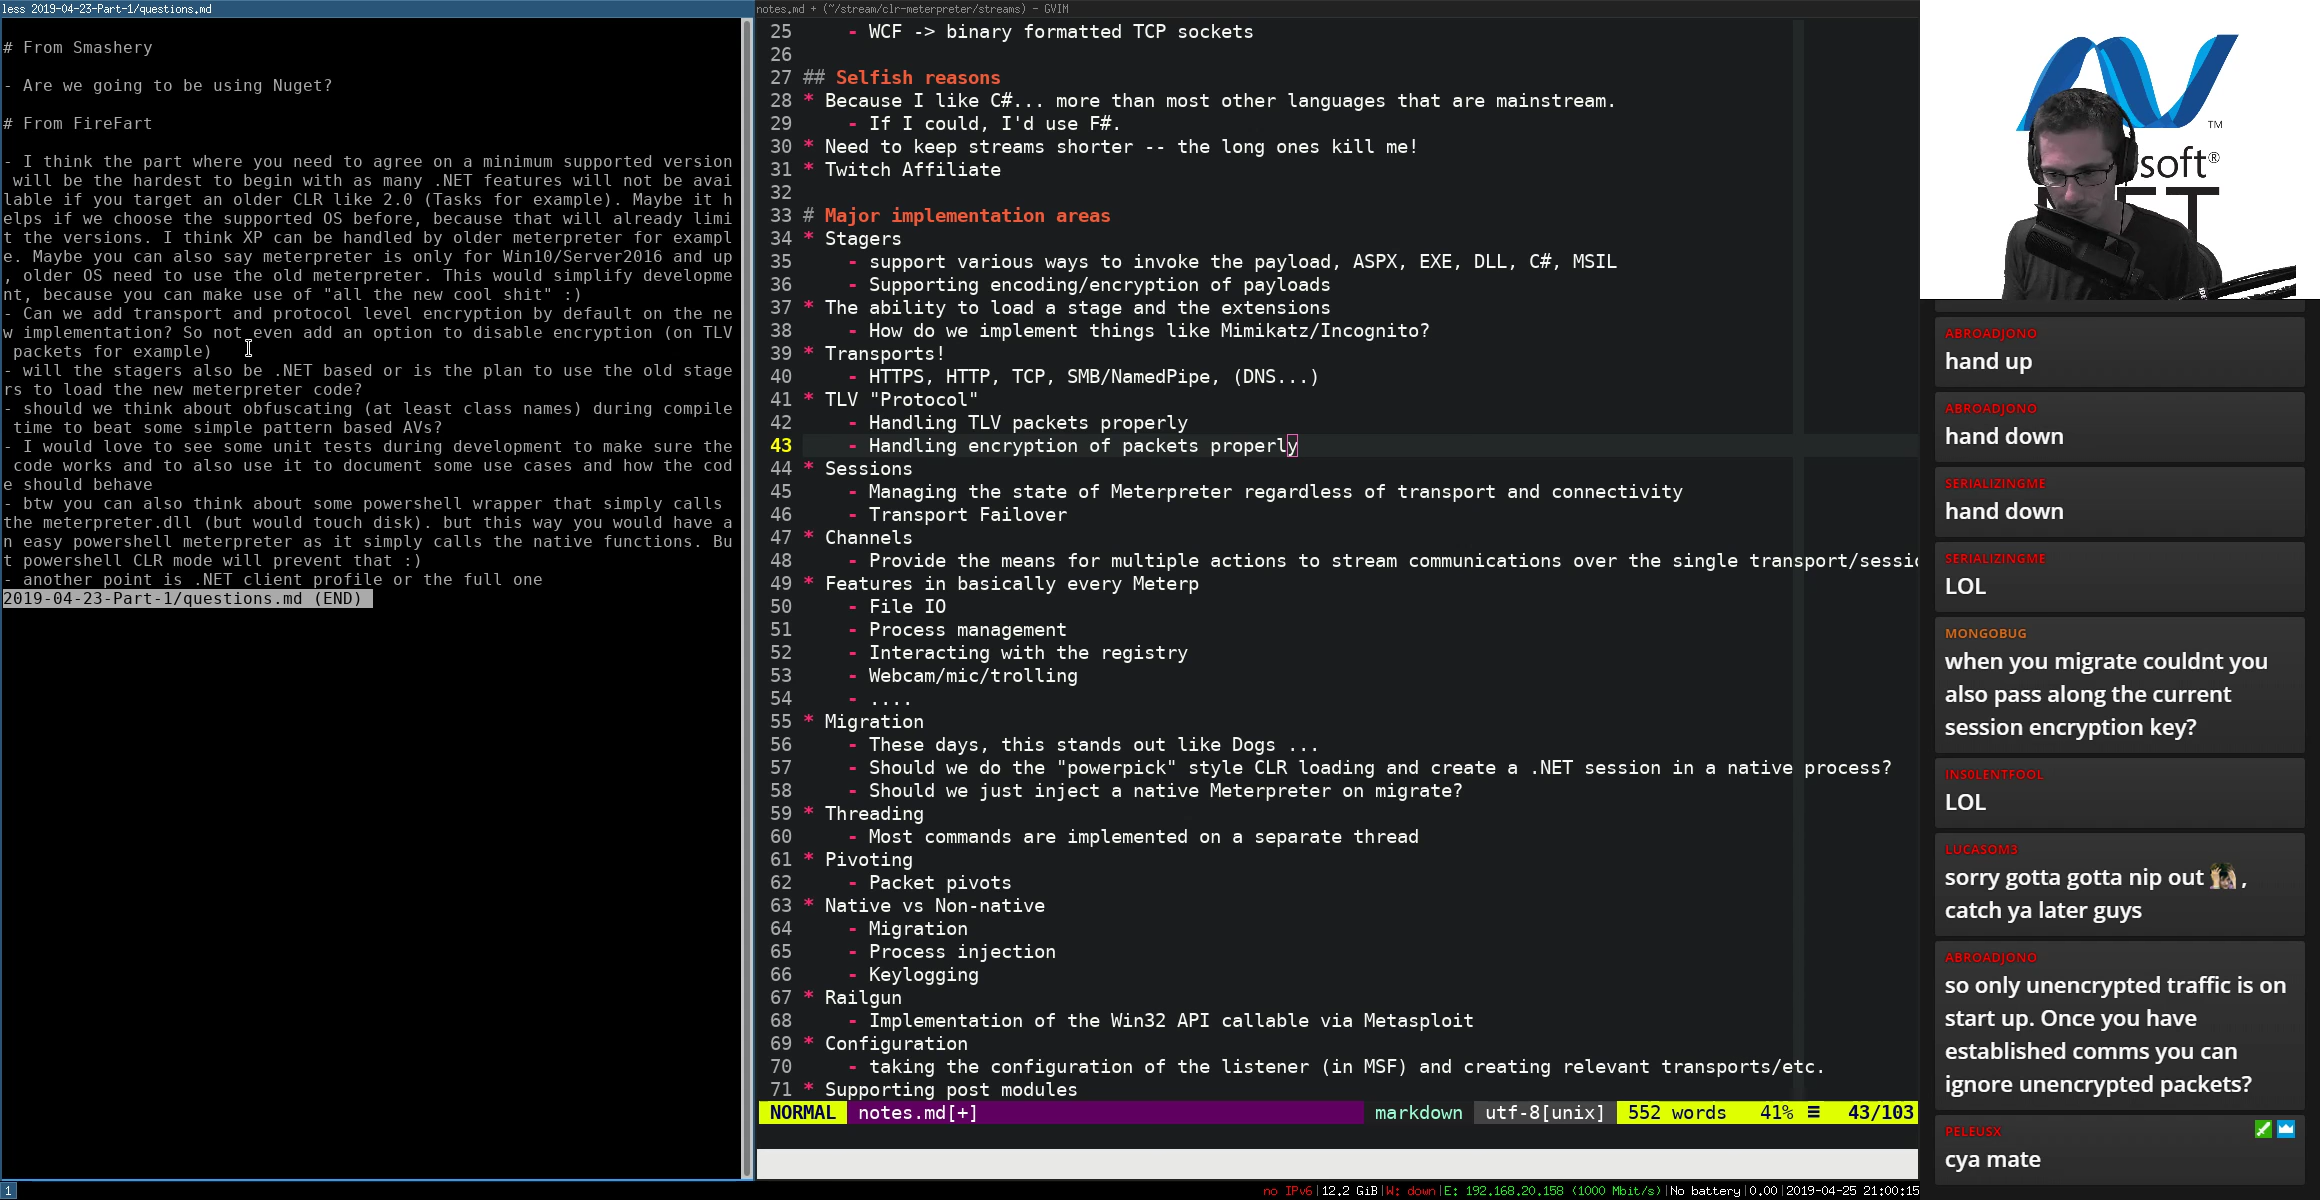 less 2019-04-23-Part-1/questions.md
# From Smashery
- Are we going to be using Nuget?
# From FireFart
- I think the part where you need to agree on a minimum supported version
will be the hardest to begin with as many .NET features will not be avai
lable if you target an older CLR like 2.0 (Tasks for example). Maybe it h
elps if we choose the supported OS before, because that will already limi
t the versions. I think XP can be handled by older meterpreter for exampl
e. Maybe you can also say meterpreter is only for Win10/Server2016 and up
, older OS need to use the old meterpreter. This would simplify developme
nt, because you can make use of "all the new cool shit" :)
- Can we add transport and protocol level encryption by default on the ne
w implementation? So not even add an option to disable encryption (on TLV
packets for example)
- will the stagers also be .NET based or is the plan to use the old stage
rs to load the new meterpreter code?
- should we think about obfuscating (at least class names) during compile
time to beat some simple pattern based AVs?
- I would love to see some unit tests during development to make sure the
code works and to also use it to document some use cases and how the cod
e should behave
- btw you can also think about some powershell wrapper that simply calls
the meterpreter.dll (but would touch disk). but this way you would have a
n easy powershell meterpreter as it simply calls the native functions. Bu
t powershell CLR mode will prevent that :)
- another point is .NET client profile or the full one
2019-04-23-Part-1/questions.md (END)
notes.md + (~/stream/clr-meterpreter/streams) - GVIM
25 - WCF -> binary formatted TCP sockets
26
27 ## Selfish reasons
28 * Because I like C#... more than most other languages that are mainstream.
29 - If I could, I'd use F#.
30 * Need to keep streams shorter -- the long ones kill me!
31 * Twitch Affiliate
32
33 # Major implementation areas
34 * Stagers
35 - support various ways to invoke the payload, ASPX, EXE, DLL, C#, MSIL
36 - Supporting encoding/encryption of payloads
37 * The ability to load a stage and the extensions
38 - How do we implement things like Mimikatz/Incognito?
39 * Transports!
40 - HTTPS, HTTP, TCP, SMB/NamedPipe, (DNS...)
41 * TLV "Protocol"
42 - Handling TLV packets properly
43 - Handling encryption of packets properly
44 * Sessions
45 - Managing the state of Meterpreter regardless of transport and connectivity
46 - Transport Failover
47 * Channels
48 - Provide the means for multiple actions to stream communications over the single transport/sessic
49 * Features in basically every Meterp
50 - File IO
51 - Process management
52 - Interacting with the registry
53 - Webcam/mic/trolling
54 - ....
55 * Migration
56 - These days, this stands out like Dogs ...
57 - Should we do the "powerpick" style CLR loading and create a .NET session in a native process?
58 - Should we just inject a native Meterpreter on migrate?
59 * Threading
60 - Most commands are implemented on a separate thread
61 * Pivoting
62 - Packet pivots
63 * Native vs Non-native
64 - Migration
65 - Process injection
66 - Keylogging
67 * Railgun
68 - Implementation of the Win32 API callable via Metasploit
69 * Configuration
70 - taking the configuration of the listener (in MSF) and creating relevant transports/etc.
71 * Supporting post modules
NORMAL notes.md[+] markdown utf-8[unix] 552 words 41% ☰ 43/103
TM
soft®
ABROADJONO
hand up
ABROADJONO
hand down
SERIALIZINGME
hand down
SERIALIZINGME
LOL
MONGOBUG
when you migrate couldnt you
also pass along the current
session encryption key?
INS0LENTFOOL
LOL
LUCASOM3
sorry gotta gotta nip out ,
catch ya later guys
ABROADJONO
so only unencrypted traffic is on
start up. Once you have
established comms you can
ignore unencrypted packets?
PELEUSX
cya mate
1
no IPv6|12.2 GiB|W: down|E: 192.168.20.158 (1000 Mbit/s)|No battery|0.00|2019-04-25 21:00:15